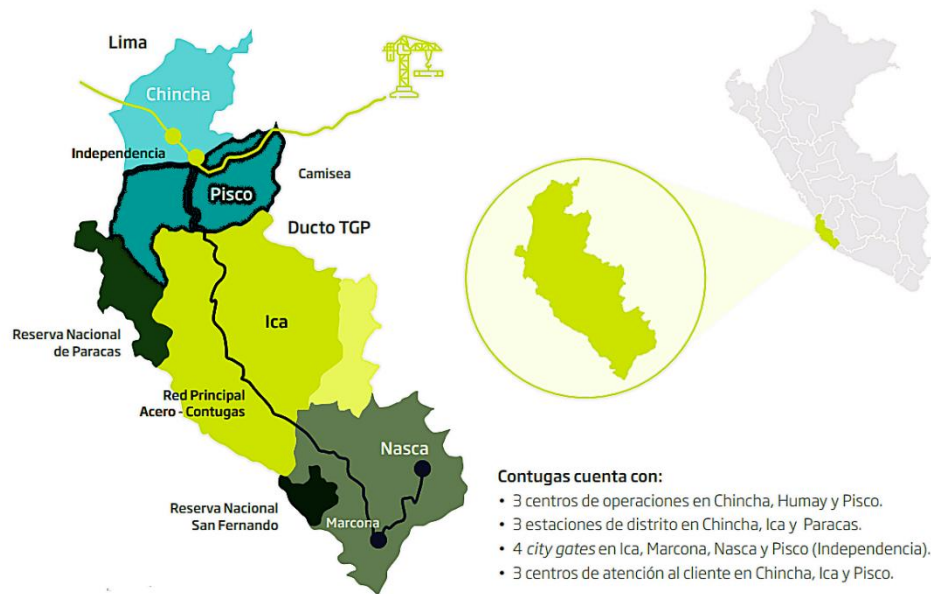 Lima
Chincha
Independencia
Camisea
Pisco
Ducto TGP
Ica
Reserva Nacional
de Paracas
Red Principal
Acero - Contugas
Nasca
Reserva Nacional
San Fernando
Marcona
Contugas cuenta con:
• 3 centros de operaciones en Chincha, Humay y Pisco.
• 3 estaciones de distrito en Chincha, Ica y Paracas.
• 4 city gates en Ica, Marcona, Nasca y Pisco (Independencia).
• 3 centros de atención al cliente en Chincha, Ica y Pisco.